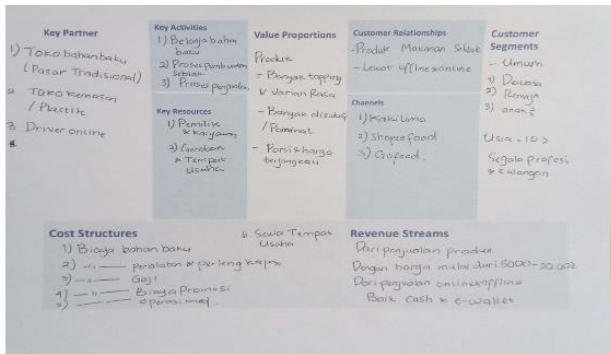 Key Partner
1) Toko bahan baku
(Pasar Tradisional)
2. Toko kemasan
/ Plastik
3 Driver online
Key Activities
1) Belanja bahan
baku
2) Proses pembuatan
Seblak
3) Proses penjualan
Key Resources
1) Pemilik
& Karyawan
2) Gerobak
& Tempat
Usaha
Value Proportions
Produk
= Banyak topping
& Varian Rasa
- Banyak disukai
/ Peminat
- Porsi & harga
terjangkau
Customer Relationships
- Produk Makanan Seblak
- Lewat offline & online
Channels
1) Kaki Lima
2) Shopee food
3) Gofood.
Customer
Segments
- Umum
1) Dewasa
2) Remaja
3) anak2
Usia = 10 >
Segala profesi
& kalangan
Cost Structures
1) Biaya bahan baku
2) —"— peralatan & perlengkapan
3) —"— Gaji
4) —"— Biaya Promosi
5) operasional
6. Sewa Tempat
Usaha
Revenue Streams
Dari penjualan produk
Dengan harga mulai dari 5000 - 20.000
Dari penjualan online & offline
Baik cash & e-wallet